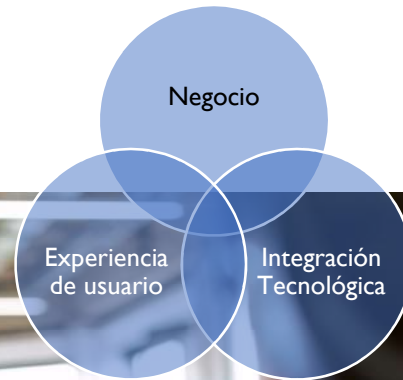 Negocio
Experiencia
de usuario
Integración
Tecnológica